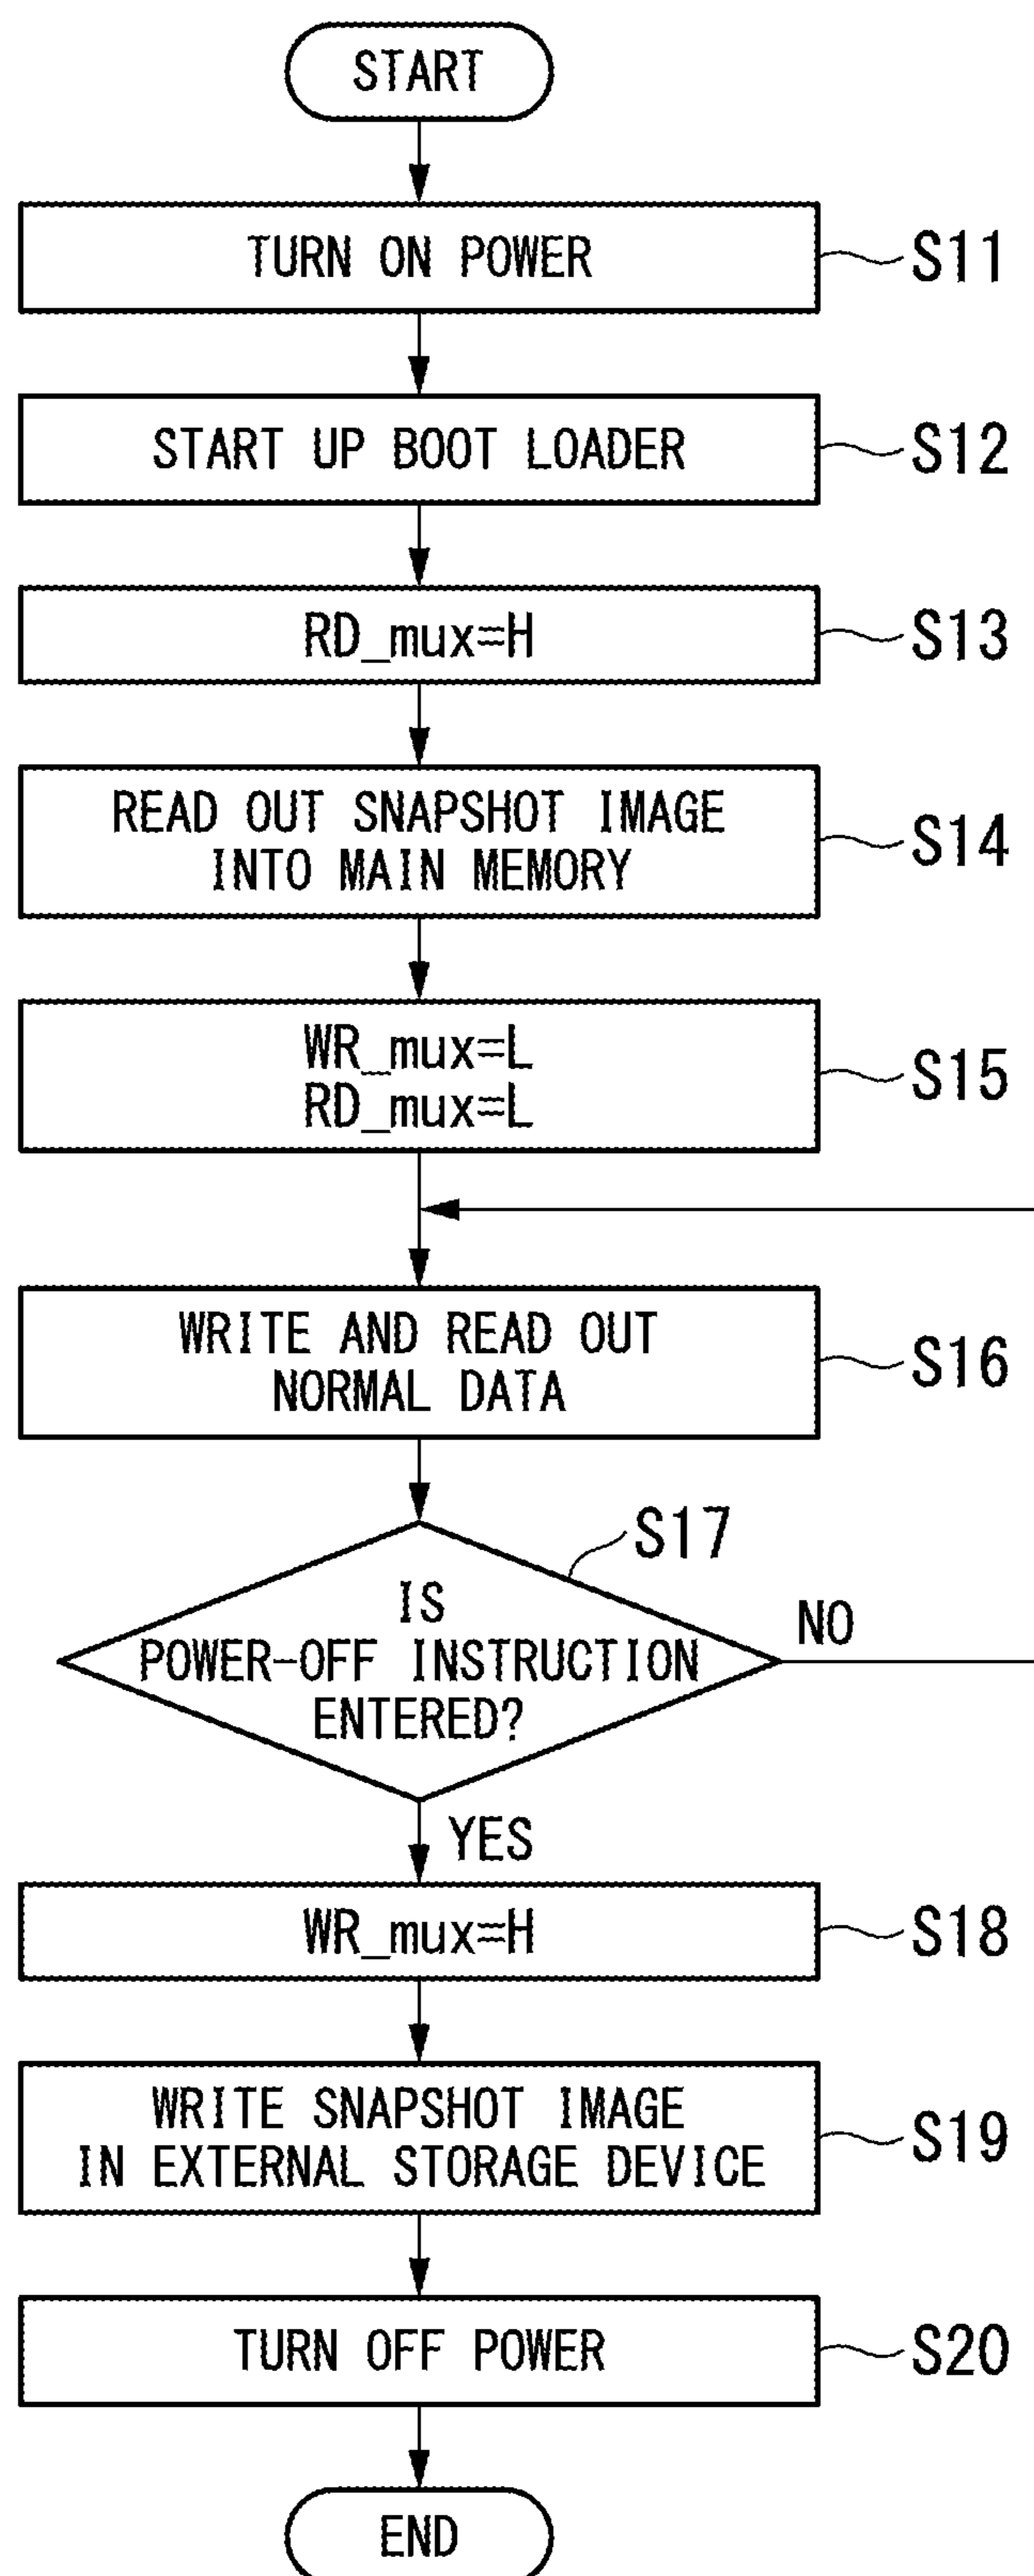 START
TURN ON POWER
S11
START UP BOOT LOADER
S12
RD_mux=H
S13
READ OUT SNAPSHOT IMAGE
INTO MAIN MEMORY
S14
WR_mux=L
RD_mux=L
S15
WRITE AND READ OUT
NORMAL DATA
S16
S17
IS
POWER-OFF INSTRUCTION
ENTERED?
NO
YES
WR_mux=H
S18
WRITE SNAPSHOT IMAGE
IN EXTERNAL STORAGE DEVICE
S19
TURN OFF POWER
S20
END